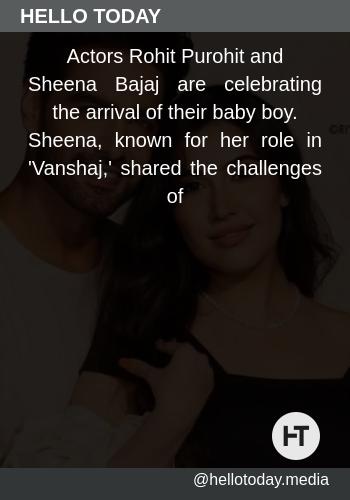 HELLO TODAY
Actors Rohit Purohit and
Sheena Bajaj are celebrating
the arrival of their baby boy.
Sheena, known for her role in
'Vanshaj,' shared the challenges
of
HT
@hellotoday.media